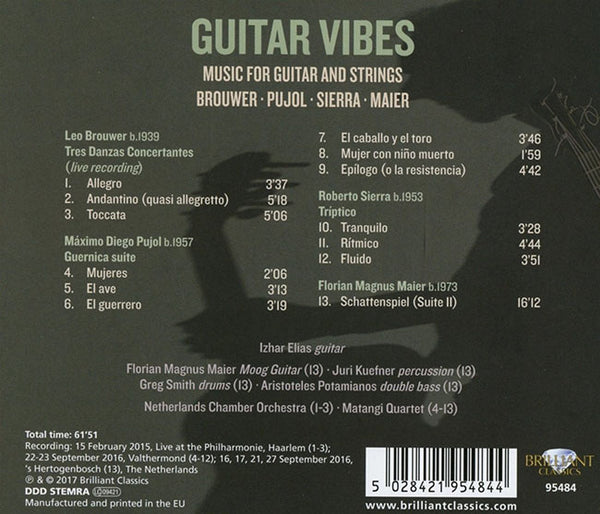 GUITAR VIBES
MUSIC FOR GUITAR AND STRINGS
BROUWER · PUJOL · SIERRA · MAIER
Leo Brouwer b.1939
Tres Danzas Concertantes
(live recording)
1. Allegro 3'37
2. Andantino (quasi allegretto) 5'18
3. Toccata 5'06
Máximo Diego Pujol b.1957
Guernica suite
4. Mujeres 2'06
5. El ave 3'13
6. El guerrero 3'19
7. El caballo y el toro 3'46
8. Mujer con niño muerto 1'59
9. Epílogo (o la resistencia) 4'42
Roberto Sierra b.1953
Tríptico
10. Tranquilo 3'28
11. Rítmico 4'44
12. Fluido 3'51
Florian Magnus Maier b.1973
13. Schattenspiel (Suite II) 16'12
Izhar Elias guitar
Florian Magnus Maier Moog Guitar (13) · Juri Kuefner percussion (13)
Greg Smith drums (13) · Aristoteles Potamianos double bass (13)
Netherlands Chamber Orchestra (1-3) · Matangi Quartet (4-13)
Total time: 61'51
Recording: 15 February 2015, Live at the Philharmonie, Haarlem (1-3);
22-23 September 2016, Valthermond (4-12); 16, 17, 21, 27 September 2016,
's Hertogenbosch (13), The Netherlands
℗ & © 2017 Brilliant Classics
DDD STEMRA LC09421
Manufactured and printed in the EU
5 028421 954844
www.brilliantclassics.com
BRILLIANT
CLASSICS
95484